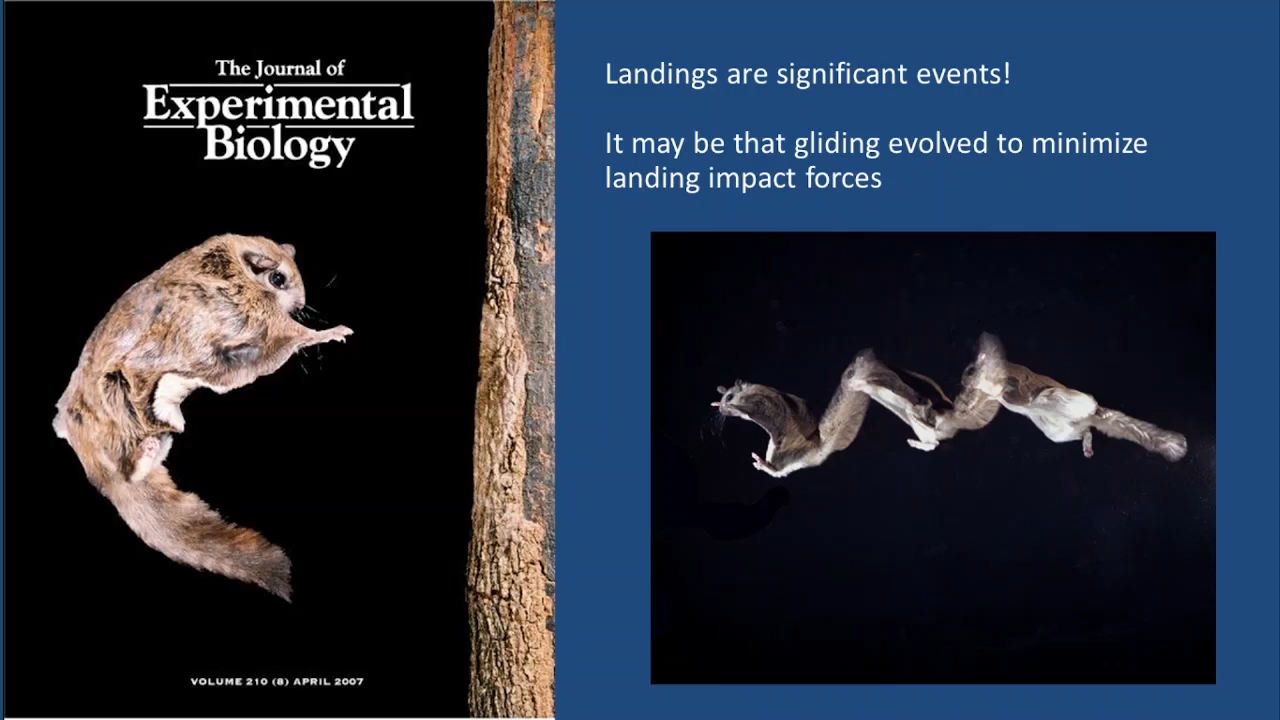 The Journal of
Experimental
Biology
VOLUME 210 (8) APRIL 2007
Landings are significant events!
It may be that gliding evolved to minimize
landing impact forces